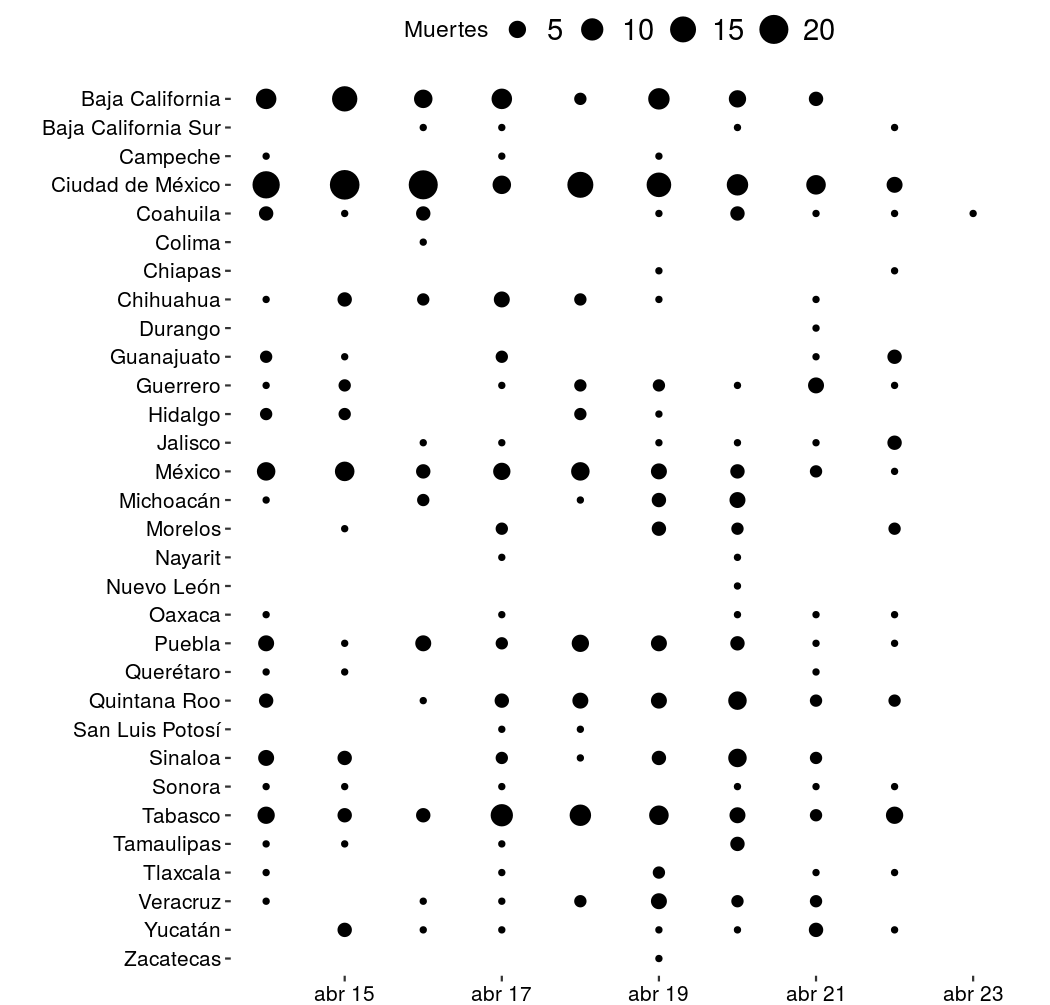 Muertes 5 10 15 20
Baja California
Baja California Sur
Campeche
Ciudad de México
Coahuila
Colima
Chiapas
Chihuahua
Durango
Guanajuato
Guerrero
Hidalgo
Jalisco
México
Michoacán
Morelos
Nayarit
Nuevo León
Oaxaca
Puebla
Querétaro
Quintana Roo
San Luis Potosí
Sinaloa
Sonora
Tabasco
Tamaulipas
Tlaxcala
Veracruz
Yucatán
Zacatecas
abr 15 abr 17 abr 19 abr 21 abr 23